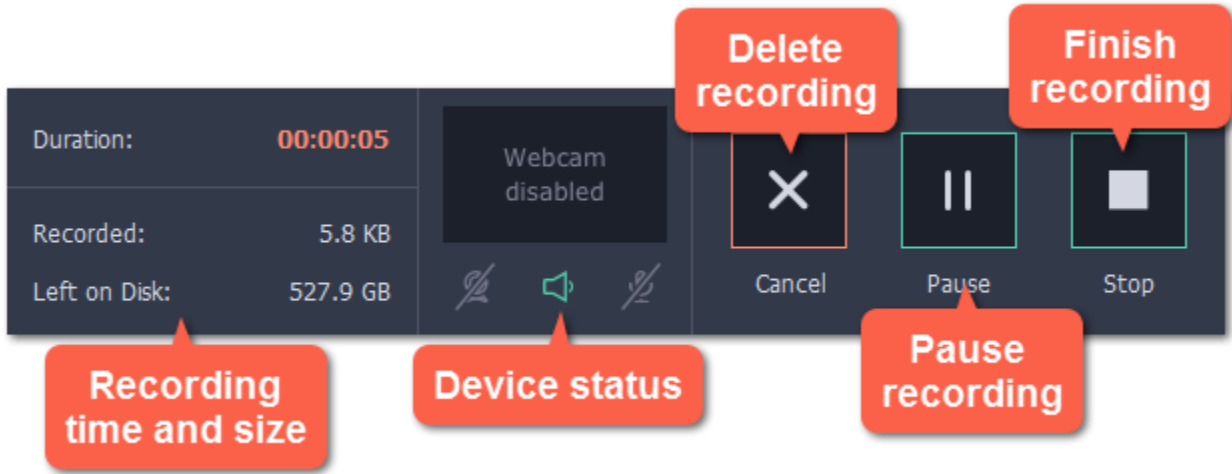 Delete
recording
Finish
recording
Duration: 00:00:05
Webcam
disabled
Recorded: 5.8 KB
Left on Disk: 527.9 GB
Cancel Pause Stop
Recording
time and size
Device status
Pause
recording